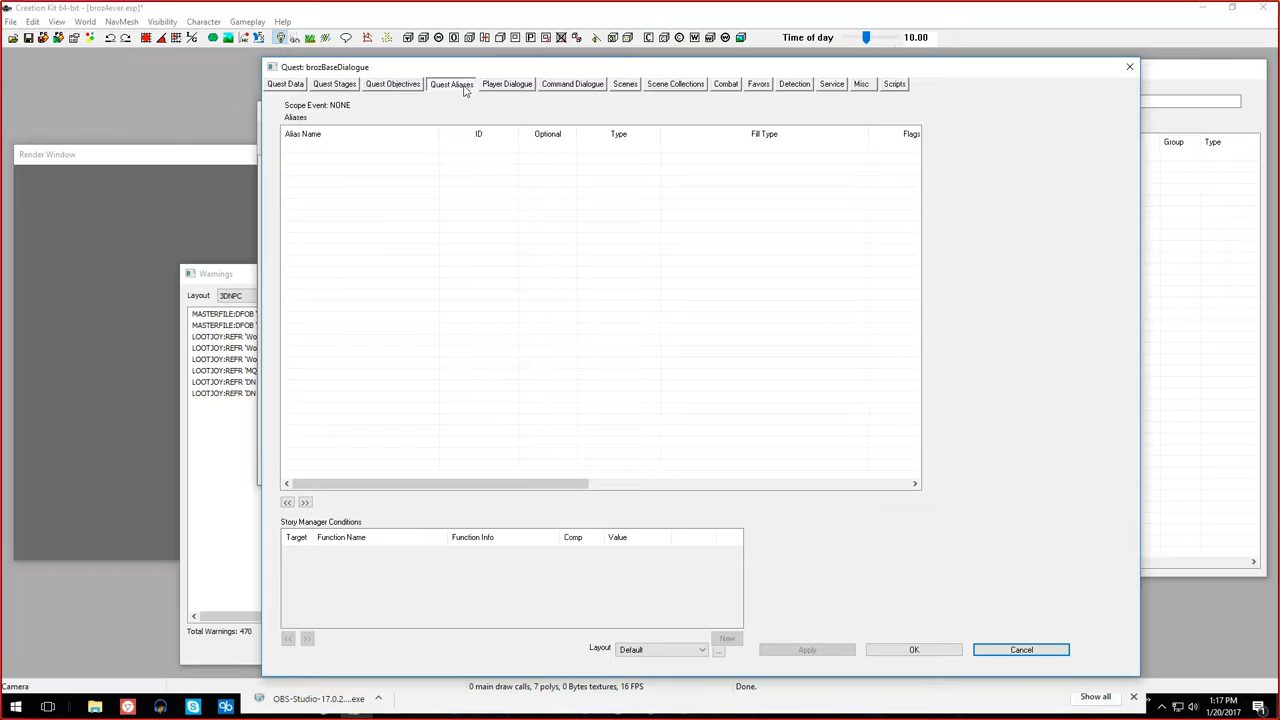 Creation Kit 64-bit - [broz4ever.esp]*
File Edit View World NavMesh Visibility Character Gameplay Help
Time of day 10.00
Quest: brozBaseDialogue
Quest Data Quest Stages Quest Objectives Quest Aliases Player Dialogue Command Dialogue Scenes Scene Collections Combat Favors Detection Service Misc Scripts
Scope Event: NONE
Aliases
Alias Name ID Optional Type Fill Type Flags
Group Type
Render Window
Warnings
Layout 3DNPC
MASTERFILE:DFOB '
MASTERFILE:DFOB '
LOOTJOY:REFR 'Wo
LOOTJOY:REFR 'Wo
LOOTJOY:REFR 'Wo
LOOTJOY:REFR 'MQ
LOOTJOY:REFR 'DN
LOOTJOY:REFR 'DN
Total Warnings: 470
<< >>
Story Manager Conditions
Target Function Name Function Info Comp Value
<< >>
New
Layout Default ... Apply OK Cancel
Camera 0 main draw calls, 7 polys, 0 Bytes textures, 16 FPS Done.
OBS-Studio-17.0.2....exe Show all
1:17 PM
1/20/2017